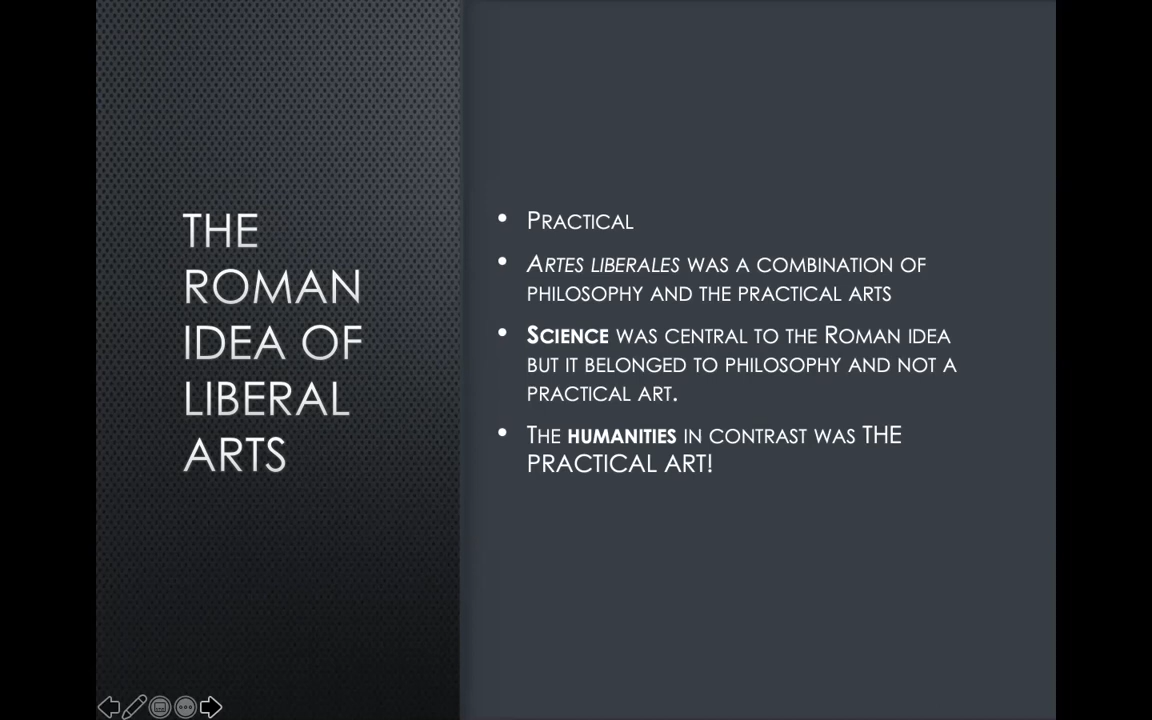 THE
ROMAN
IDEA OF
LIBERAL
ARTS
• Practical
• Artes liberales was a combination of
philosophy and the practical arts
• Science was central to the Roman idea
but it belonged to philosophy and not a
practical art.
• The humanities in contrast was THE
PRACTICAL ART!